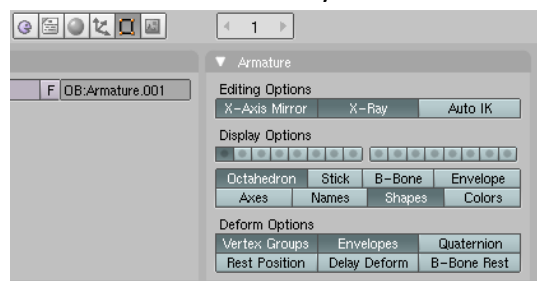 1
Armature
F OB:Armature.001
Editing Options
X-Axis Mirror X-Ray Auto IK
Display Options
Octahedron Stick B-Bone Envelope
Axes Names Shapes Colors
Deform Options
Vertex Groups Envelopes Quaternion
Rest Position Delay Deform B-Bone Rest